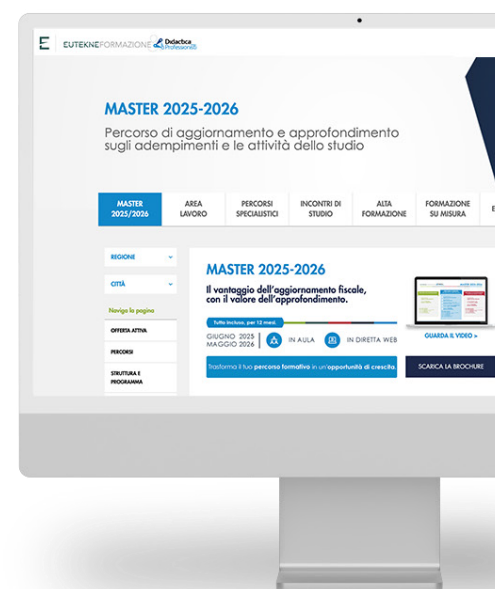 EUTEKNEFORMAZIONE Didactica Professionisti
MASTER 2025-2026
Percorso di aggiornamento e approfondimento
sugli adempimenti e le attività dello studio
MASTER 2025/2026
AREA LAVORO
PERCORSI SPECIALISTICI
INCONTRI DI STUDIO
ALTA FORMAZIONE
FORMAZIONE SU MISURA
E
REGIONE
CITTÀ
Naviga la pagina
OFFERTA ATTIVA
PERCORSI
STRUTTURA E
PROGRAMMA
MASTER 2025-2026
Il vantaggio dell'aggiornamento fiscale,
con il valore dell'approfondimento.
Tutto incluso, per 12 mesi.
GIUGNO 2025
MAGGIO 2026
IN AULA
IN DIRETTA WEB
Trasforma il tuo percorso formativo in un'opportunità di crescita.
GUARDA IL VIDEO »
SCARICA LA BROCHURE